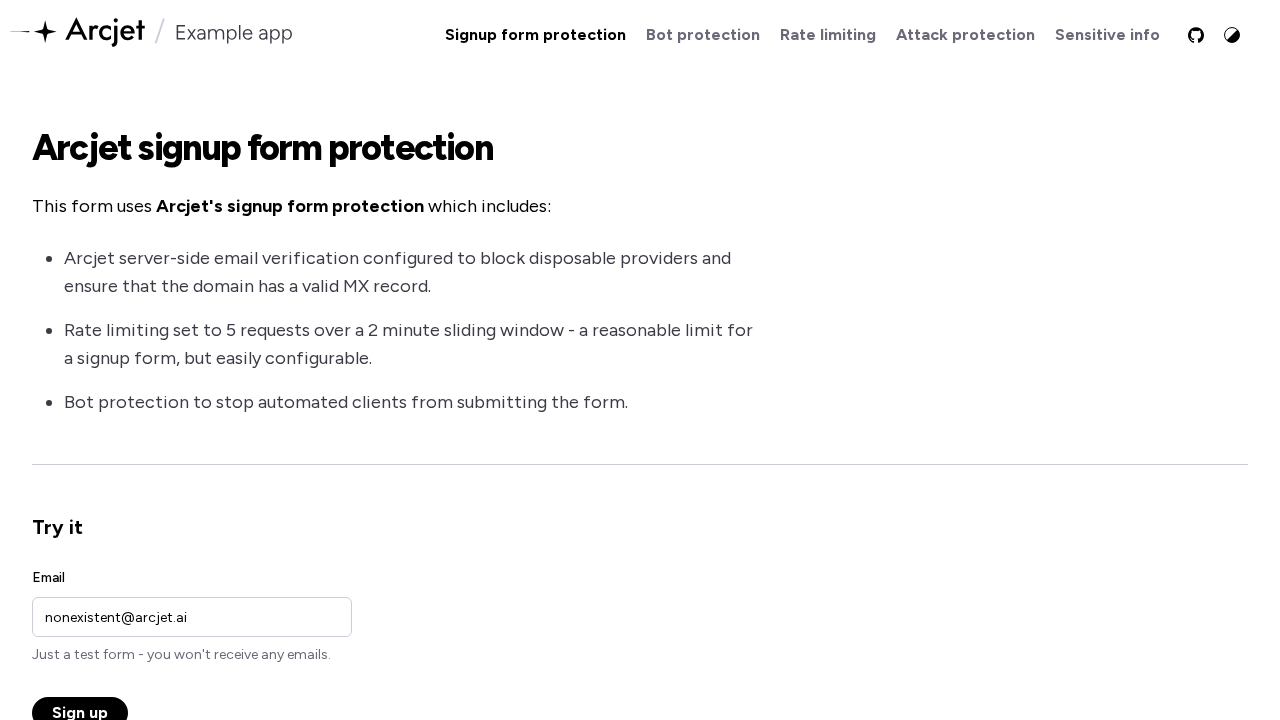 Arcjet / Example app
Signup form protection
Bot protection
Rate limiting
Attack protection
Sensitive info
Arcjet signup form protection
This form uses Arcjet's signup form protection which includes:
Arcjet server-side email verification configured to block disposable providers and
ensure that the domain has a valid MX record.
Rate limiting set to 5 requests over a 2 minute sliding window - a reasonable limit for
a signup form, but easily configurable.
Bot protection to stop automated clients from submitting the form.
Try it
Email
nonexistent@arcjet.ai
Just a test form - you won't receive any emails.
Sign up